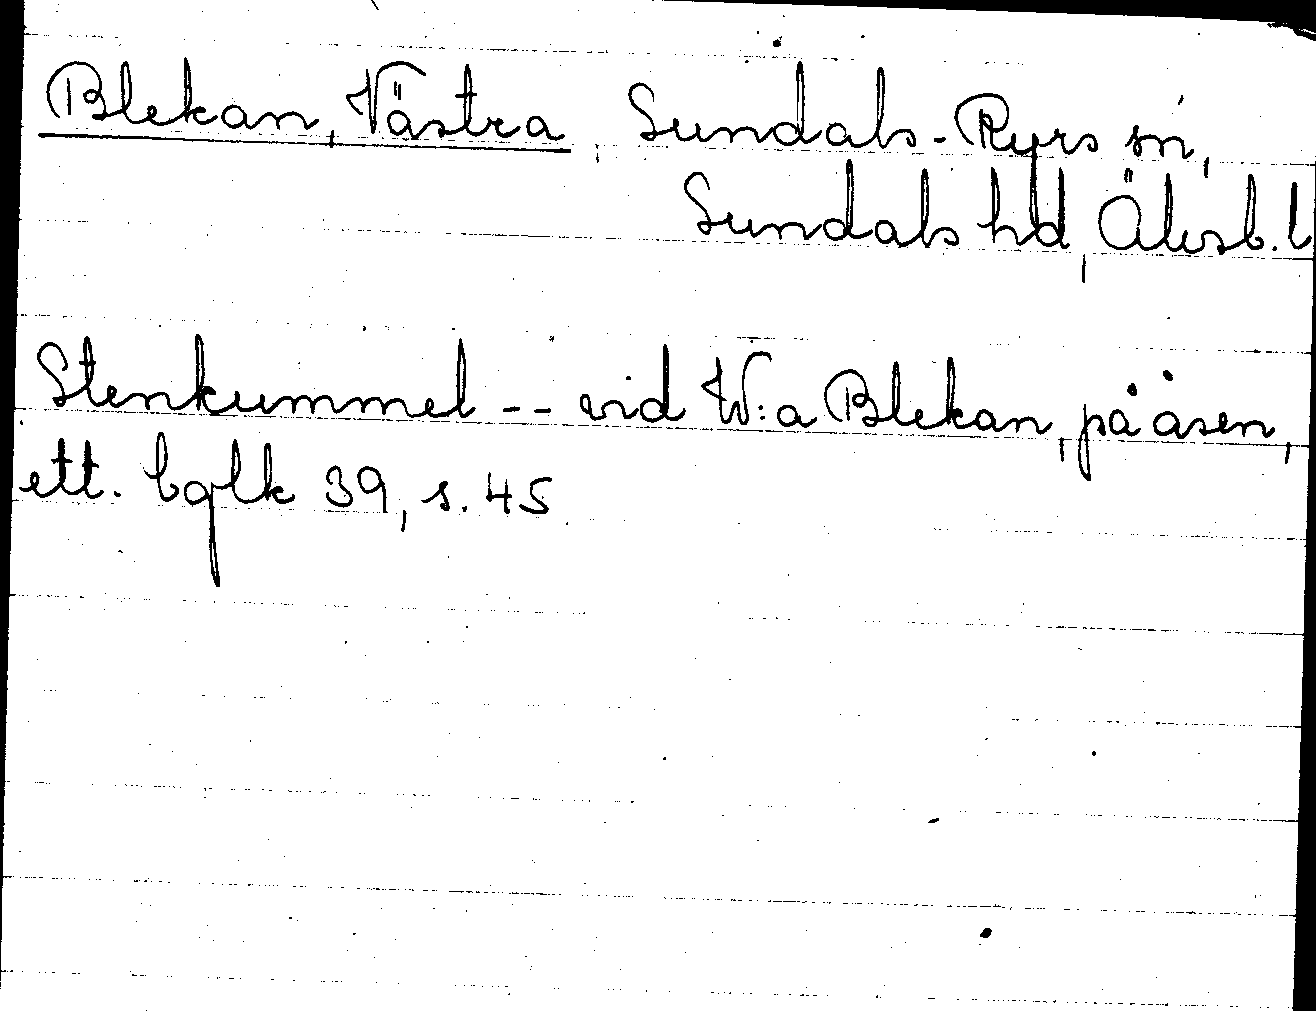 Blekan, Västra, Sundals-Ryrs sn,
Sundals hd, Älvsb. l
Stenkummel -- vid W:a Blekan, på åsen,
ett. bglk 39, s. 45